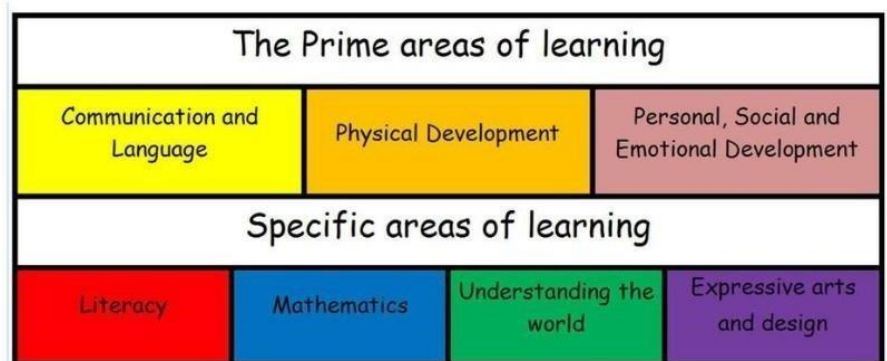 The Prime areas of learning
Communication and
Language
Physical Development
Personal, Social and
Emotional Development
Specific areas of learning
Literacy
Mathematics
Understanding the
world
Expressive arts
and design